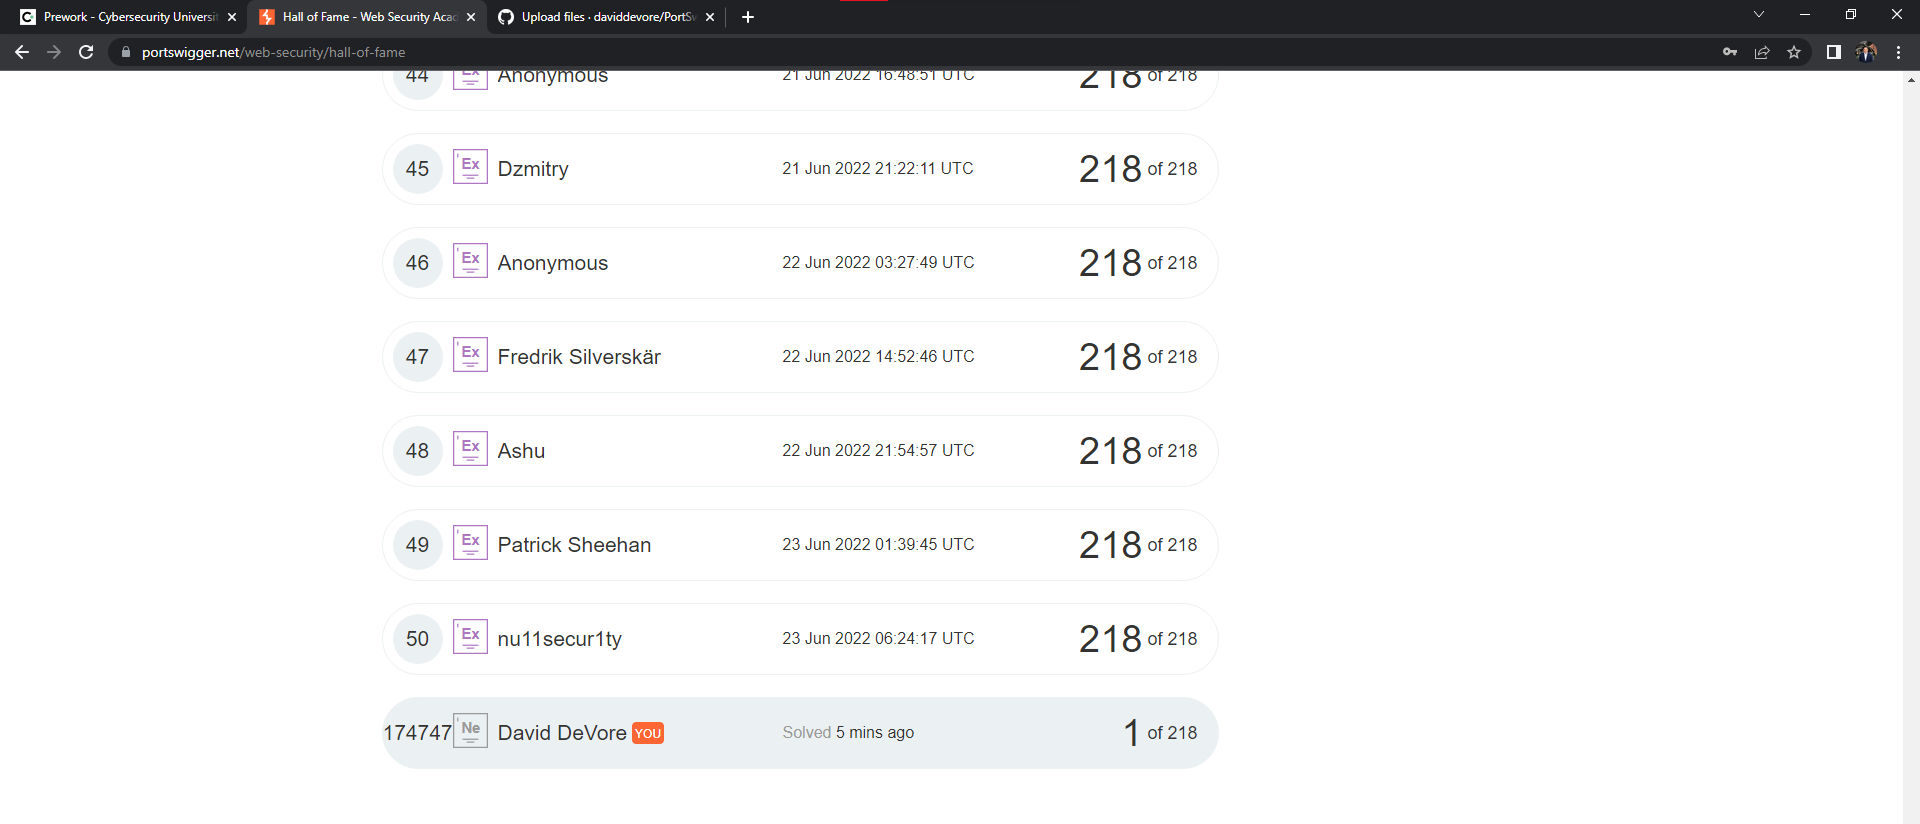 Prework - Cybersecurity Universit
Hall of Fame - Web Security Acad
Upload files · daviddevore/PortSw
portswigger.net/web-security/hall-of-fame
44 Ex Anonymous 21 Jun 2022 16:48:51 UTC 218 of 218
45 Ex Dzmitry 21 Jun 2022 21:22:11 UTC 218 of 218
46 Ex Anonymous 22 Jun 2022 03:27:49 UTC 218 of 218
47 Ex Fredrik Silverskär 22 Jun 2022 14:52:46 UTC 218 of 218
48 Ex Ashu 22 Jun 2022 21:54:57 UTC 218 of 218
49 Ex Patrick Sheehan 23 Jun 2022 01:39:45 UTC 218 of 218
50 Ex nu11secur1ty 23 Jun 2022 06:24:17 UTC 218 of 218
174747 Ne David DeVore YOU Solved 5 mins ago 1 of 218